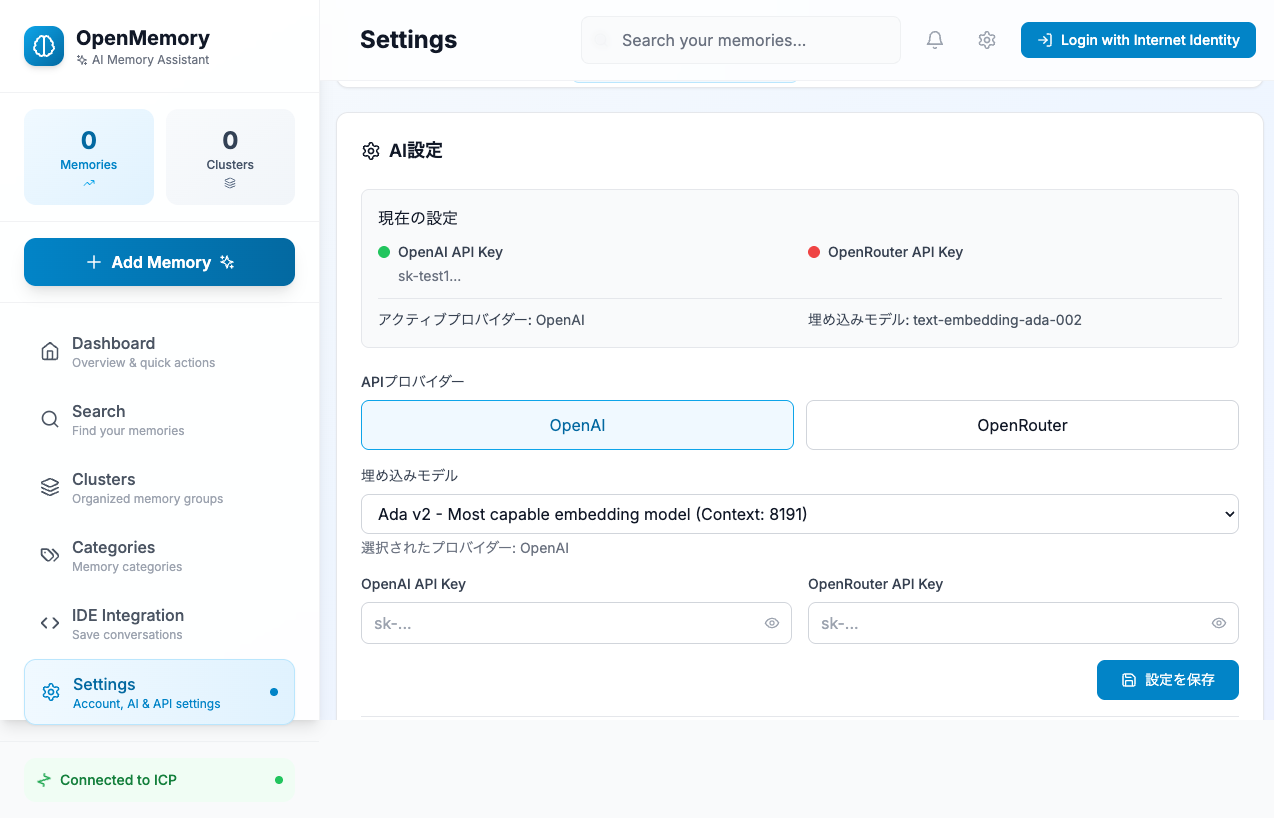 OpenMemory
AI Memory Assistant
Settings
Search your memories...
Login with Internet Identity
0
Memories
0
Clusters
Add Memory
Dashboard
Overview & quick actions
Search
Find your memories
Clusters
Organized memory groups
Categories
Memory categories
IDE Integration
Save conversations
Settings
Account, AI & API settings
Connected to ICP
AI設定
現在の設定
OpenAI API Key
sk-test1...
OpenRouter API Key
アクティブプロバイダー: OpenAI
埋め込みモデル: text-embedding-ada-002
APIプロバイダー
OpenAI
OpenRouter
埋め込みモデル
Ada v2 - Most capable embedding model (Context: 8191)
選択されたプロバイダー: OpenAI
OpenAI API Key
sk-...
OpenRouter API Key
sk-...
設定を保存